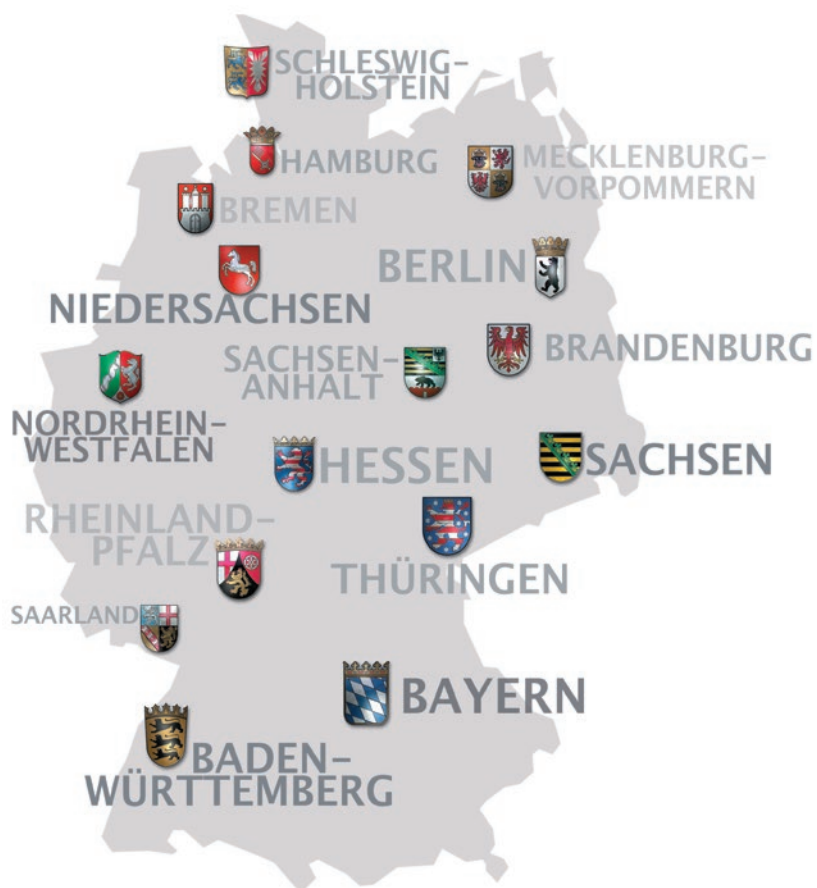 SCHLESWIG-
HOLSTEIN
HAMBURG
MECKLENBURG-
VORPOMMERN
BREMEN
BERLIN
NIEDERSACHSEN
BRANDENBURG
SACHSEN-
ANHALT
NORDRHEIN-
WESTFALEN
HESSEN
SACHSEN
RHEINLAND-
PFALZ
THÜRINGEN
SAARLAND
BAYERN
BADEN-
WÜRTTEMBERG